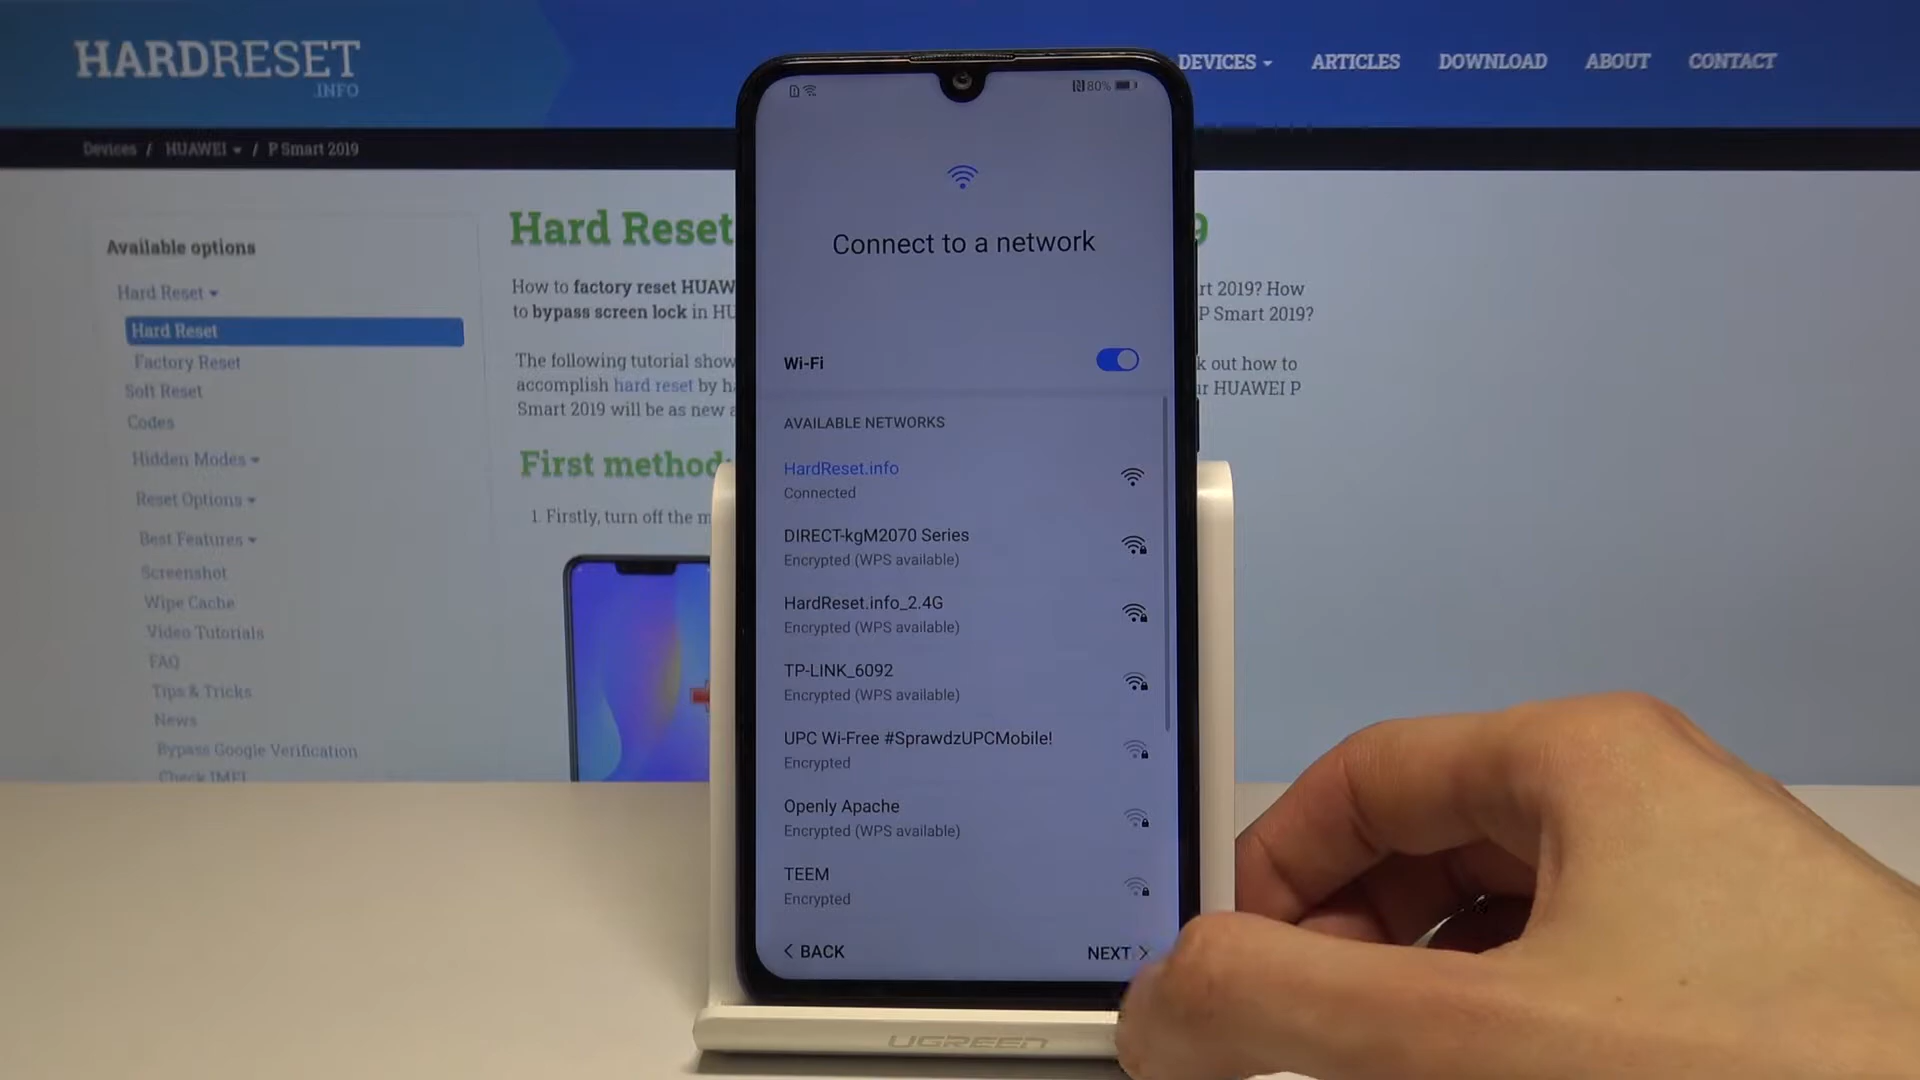 HARDRESET
.INFO
DEVICES
ARTICLES
DOWNLOAD
ABOUT
CONTACT
Devices / HUAWEI / P Smart 2019
Available options
Hard Reset
Hard Reset
Factory Reset
Soft Reset
Codes
Hidden Modes
Reset Options
Best Features
Screenshot
Wipe Cache
Video Tutorials
FAQ
Tips & Tricks
News
Bypass Google Verification
Check IMEI
Hard Reset
9
How to factory reset HUAW
rt 2019? How
to bypass screen lock in HU
P Smart 2019?
The following tutorial show
k out how to
accomplish hard reset by h
ur HUAWEI P
Smart 2019 will be as new a
First method:
1. Firstly, turn off the m
80%
Connect to a network
Wi-Fi
AVAILABLE NETWORKS
HardReset.info
Connected
DIRECT-kgM2070 Series
Encrypted (WPS available)
HardReset.info_2.4G
Encrypted (WPS available)
TP-LINK_6092
Encrypted (WPS available)
UPC Wi-Free #SprawdzUPCMobile!
Encrypted
Openly Apache
Encrypted (WPS available)
TEEM
Encrypted
< BACK
NEXT >
UGREEN